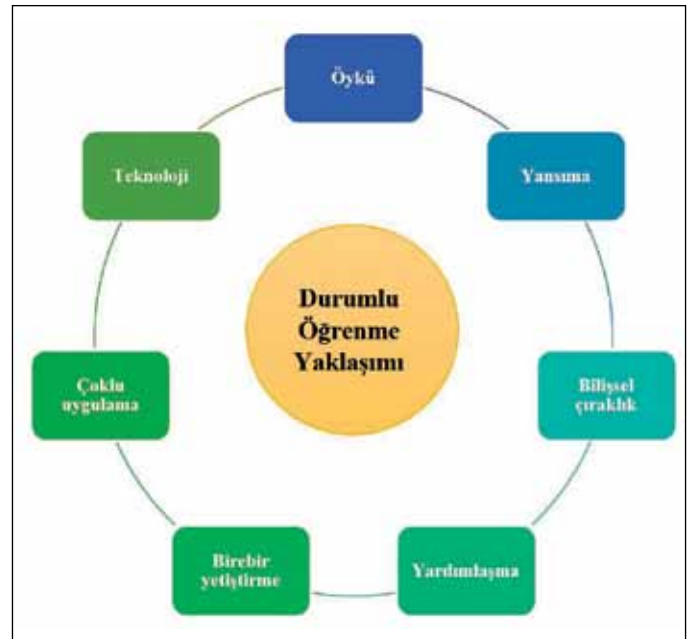 Öykü
Yansıma
Bilişsel
çıraklık
Yardımlaşma
Birebir
yetiştirme
Çoklu
uygulama
Teknoloji
Durumlu
Öğrenme
Yaklaşımı